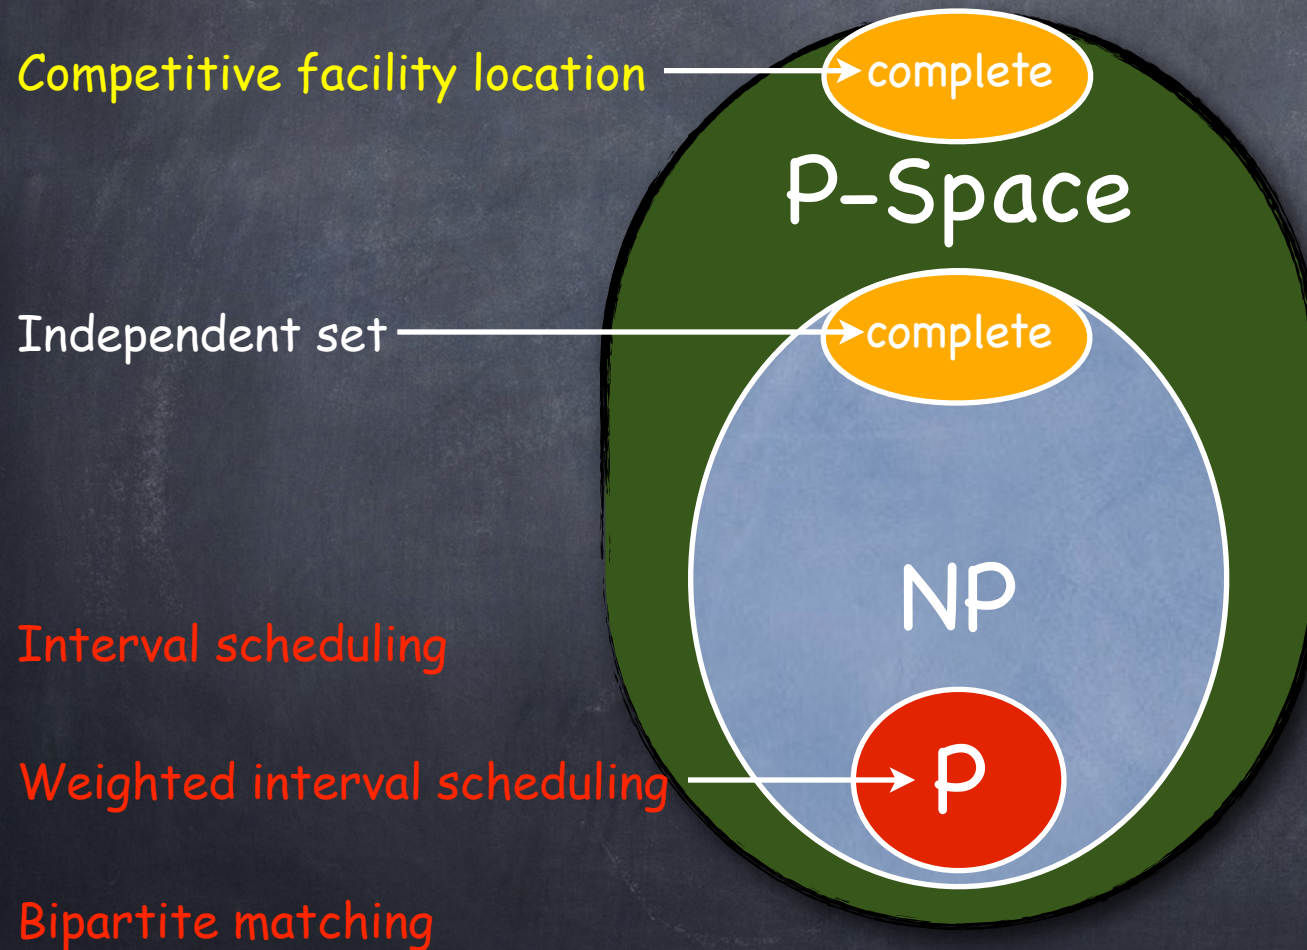 Competitive facility location
complete
P-Space
Independent set
complete
NP
Interval scheduling
Weighted interval scheduling
P
Bipartite matching